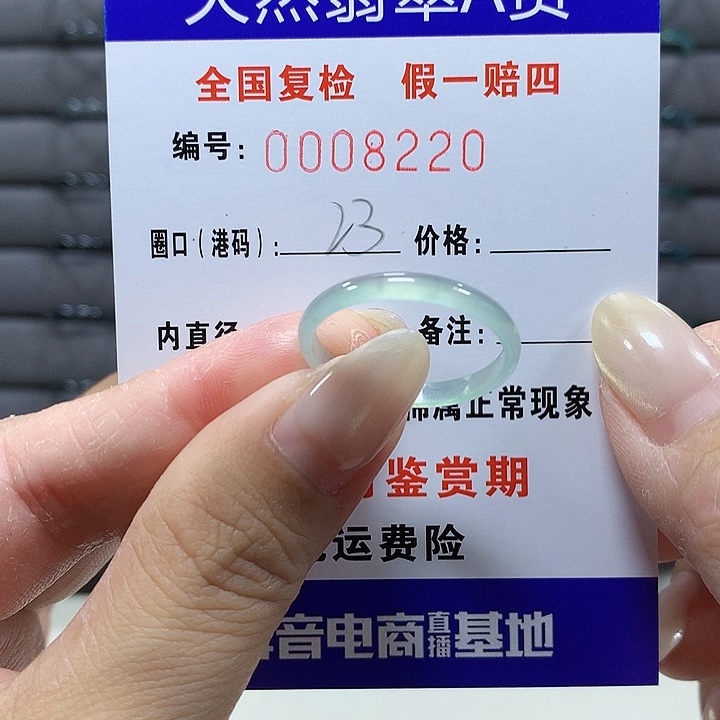 天然翡翠A货
全国复检 假一赔四
编号: 0008220
圈口(港码): 13 价格:
内直径 备注:
属正常现象
鉴赏期
运费险
音电商直播基地